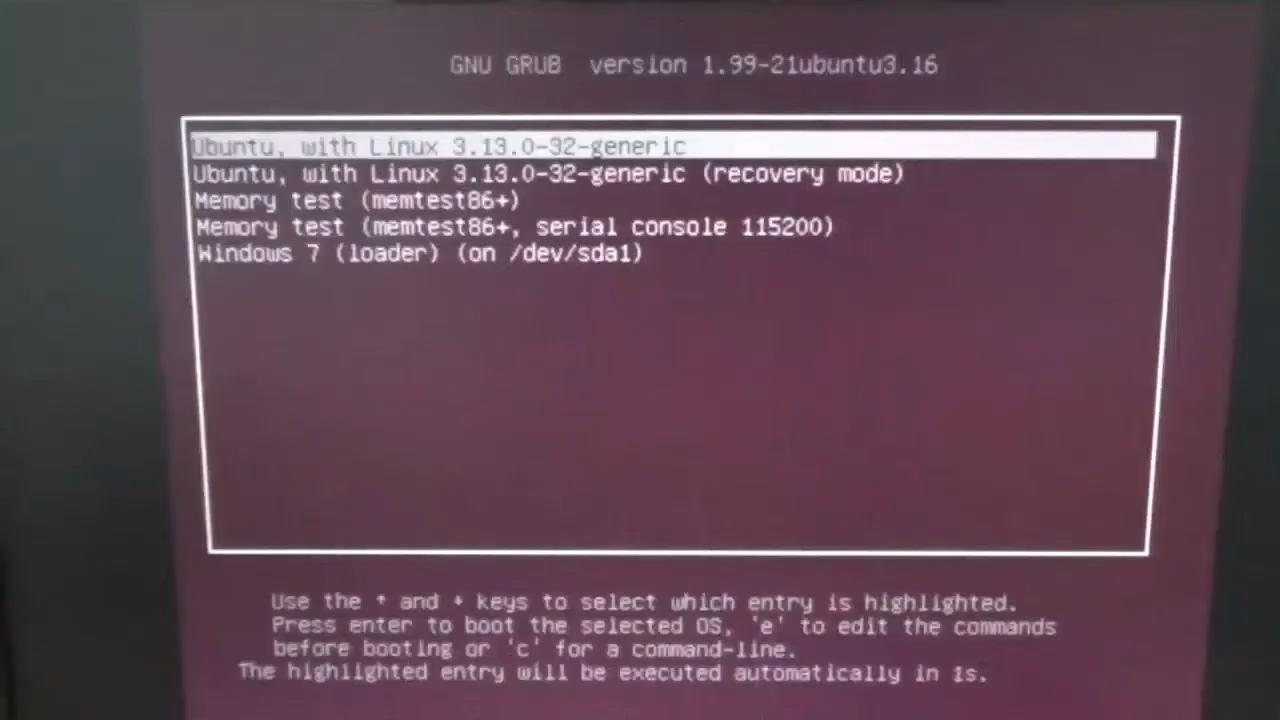 GNU GRUB version 1.99-21ubuntu3.16
Ubuntu, with Linux 3.13.0-32-generic
Ubuntu, with Linux 3.13.0-32-generic (recovery mode)
Memory test (memtest86+)
Memory test (memtest86+, serial console 115200)
Windows 7 (loader) (on /dev/sda1)
Use the ↑ and ↓ keys to select which entry is highlighted.
Press enter to boot the selected OS, 'e' to edit the commands
before booting or 'c' for a command-line.
The highlighted entry will be executed automatically in 1s.